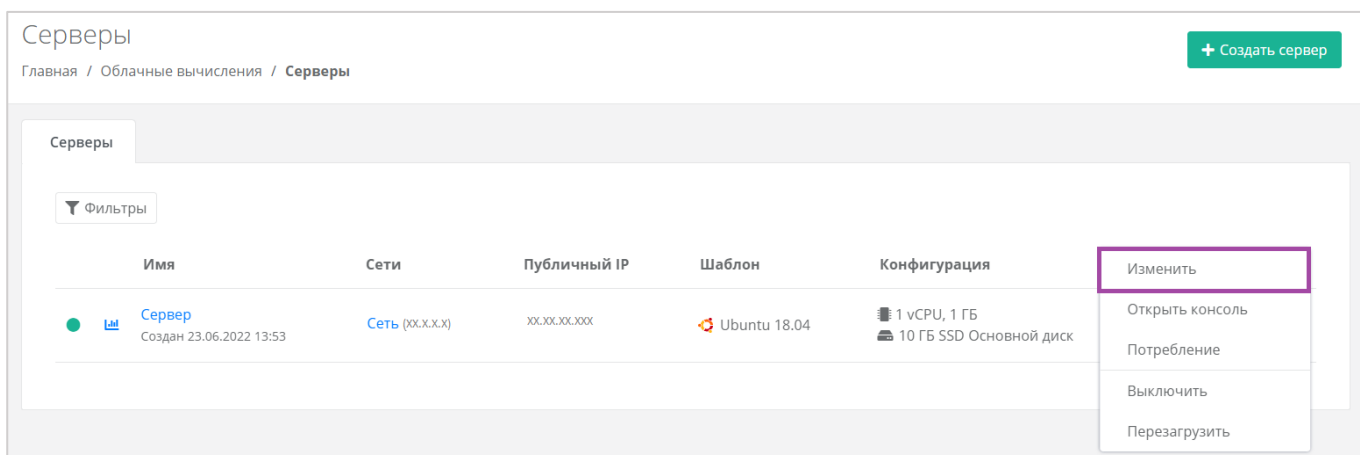 Серверы
+ Создать сервер
Главная / Облачные вычисления / Серверы
Серверы
Фильтры
Имя Сети Публичный IP Шаблон Конфигурация
Сервер
Создан 23.06.2022 13:53
Сеть (xx.x.x.x)
xx.xx.xx.xxx
Ubuntu 18.04
1 vCPU, 1 ГБ
10 ГБ SSD Основной диск
Изменить
Открыть консоль
Потребление
Выключить
Перезагрузить